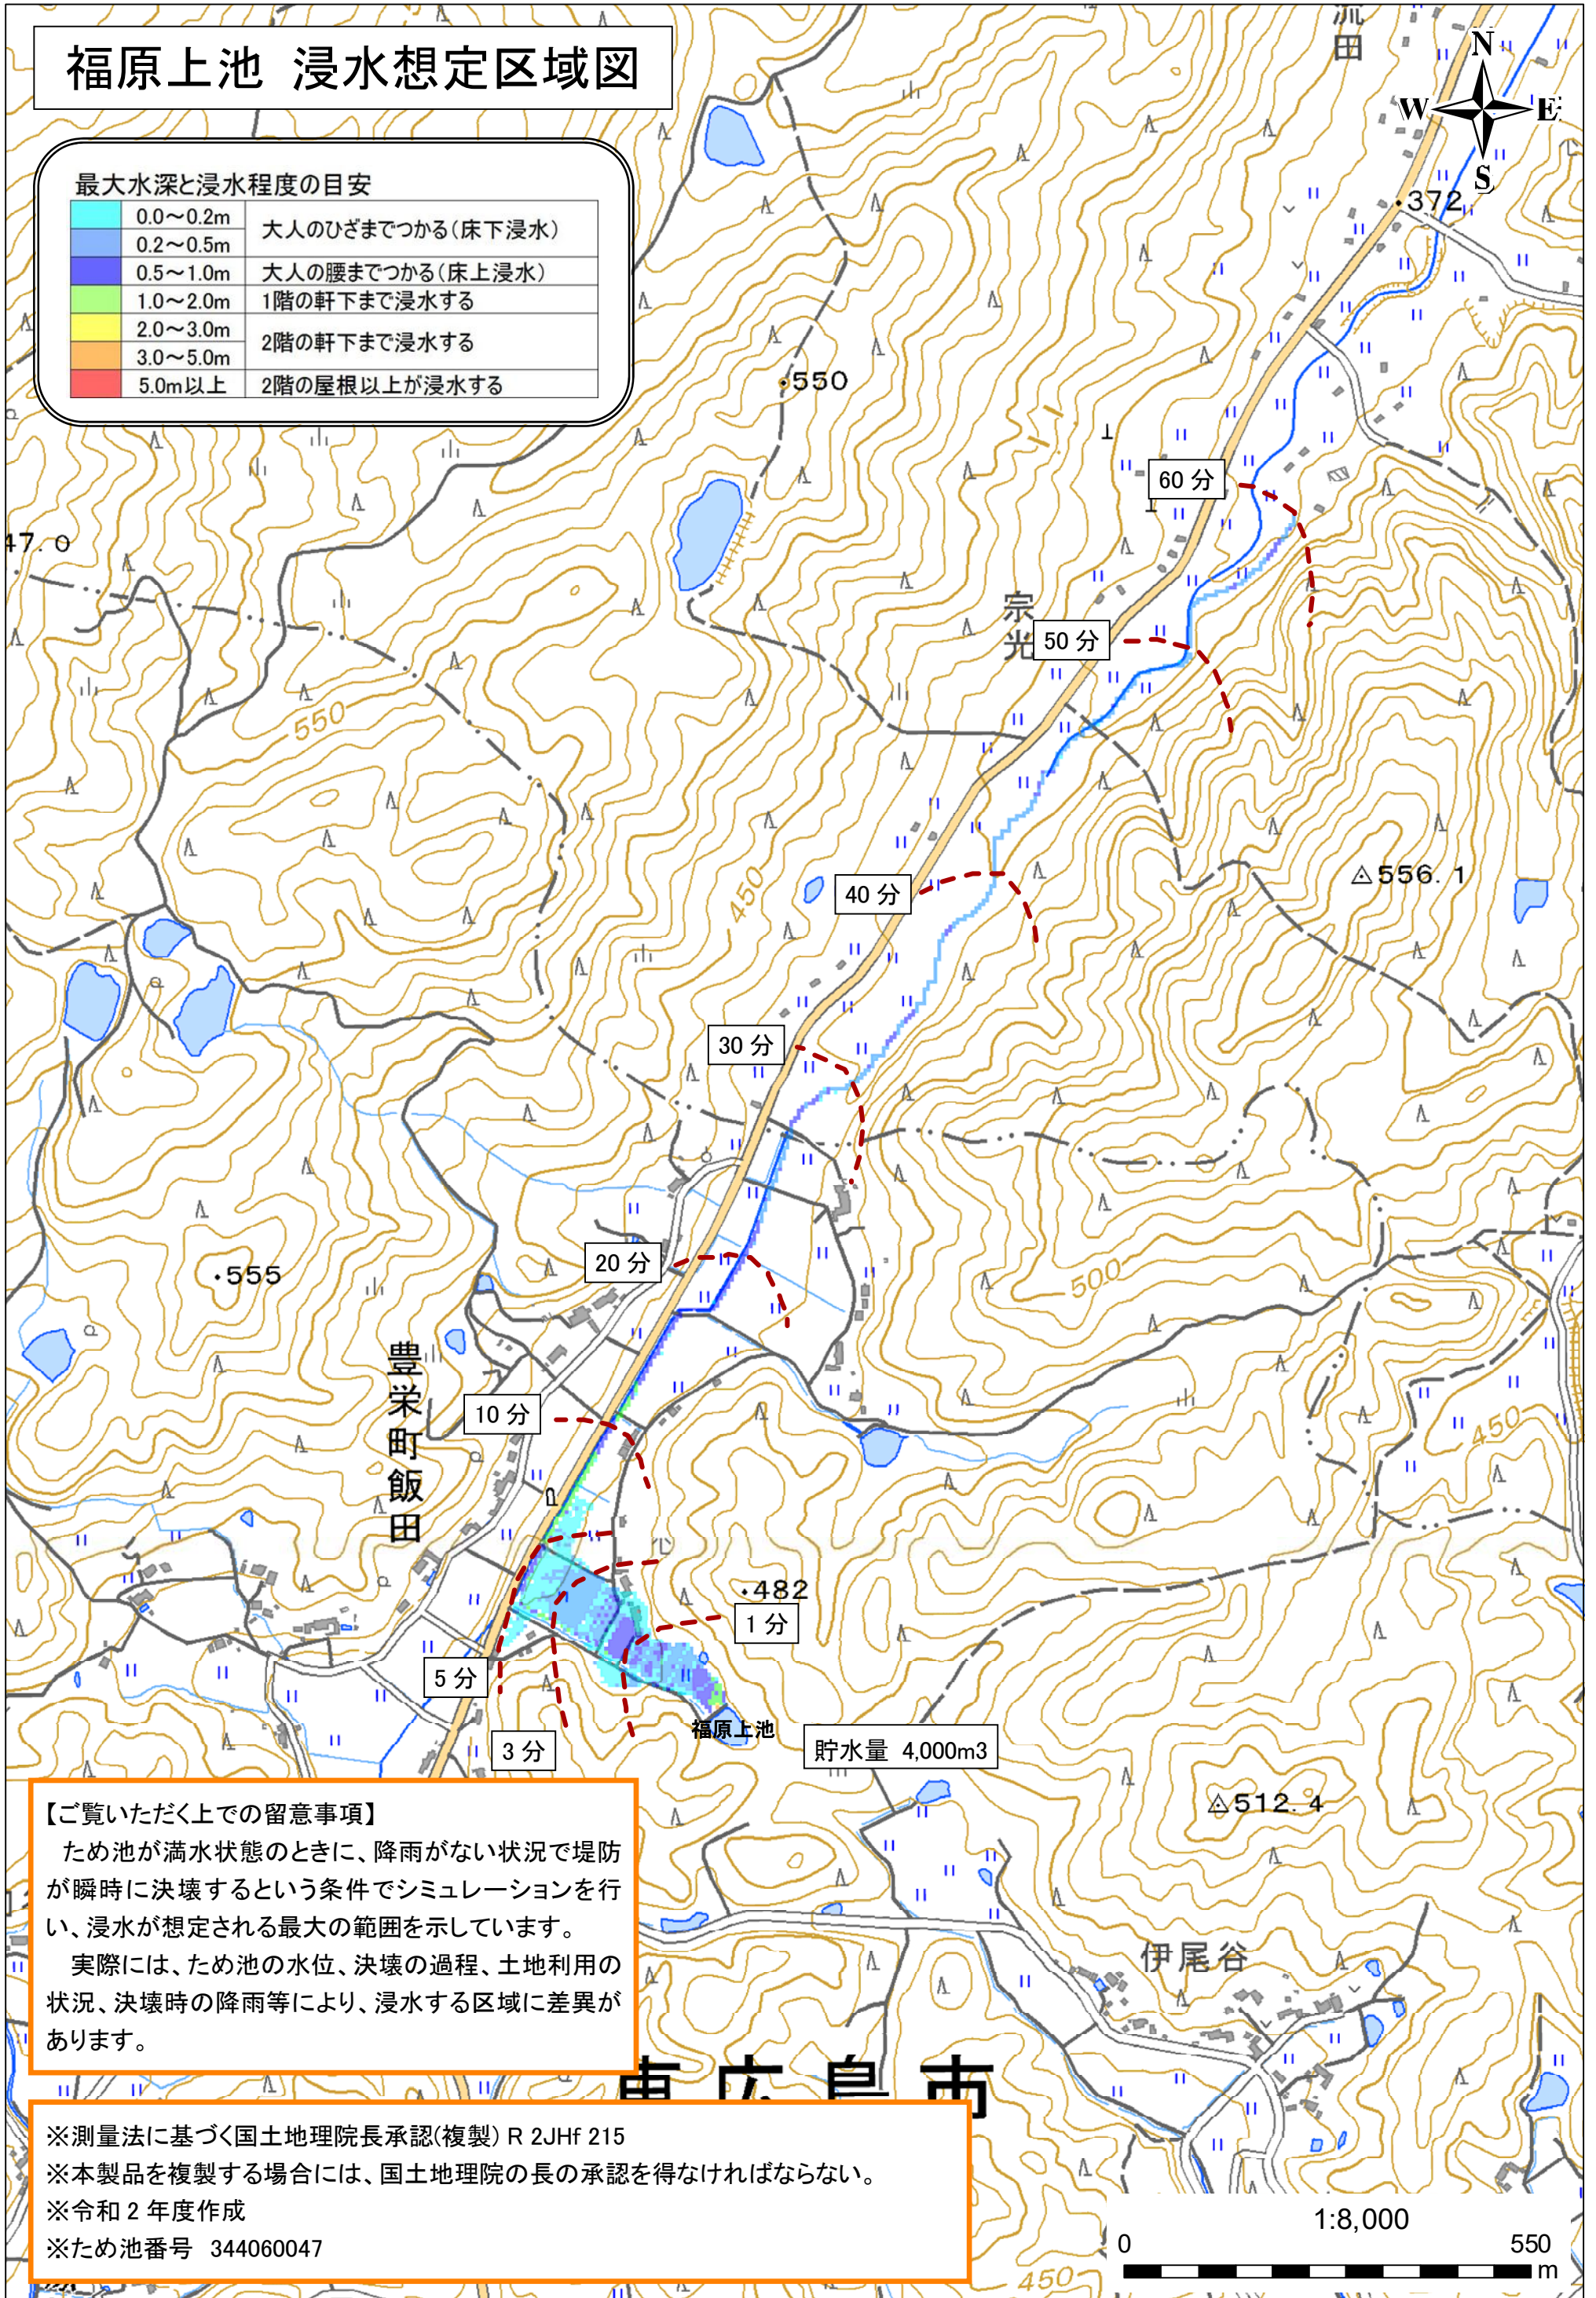 福原上池 浸水想定区域図
最大水深と浸水程度の目安
0.0～0.2m
大人のひざまでつかる(床下浸水)
0.2～0.5m
0.5～1.0m 大人の腰までつかる(床上浸水)
1.0～2.0m 1階の軒下まで浸水する
2.0～3.0m
2階の軒下まで浸水する
3.0～5.0m
5.0m以上 2階の屋根以上が浸水する
流田
N
W E
S
372
550
60 分
47.0
宗光
50 分
550
556.1
40 分
450
30 分
20 分
555
500
豊栄町飯田
10 分
450
482
1 分
5 分
福原上池
3 分
貯水量 4,000m3
512.4
【ご覧いただく上での留意事項】
ため池が満水状態のときに、降雨がない状況で堤防
が瞬時に決壊するという条件でシミュレーションを行
い、浸水が想定される最大の範囲を示しています。
実際には、ため池の水位、決壊の過程、土地利用の
状況、決壊時の降雨等により、浸水する区域に差異が
あります。
伊尾谷
東広島市
※測量法に基づく国土地理院長承認(複製) R 2JHf 215
※本製品を複製する場合には、国土地理院の長の承認を得なければならない。
※令和 2 年度作成
※ため池番号 344060047
1:8,000
0 550
m
450